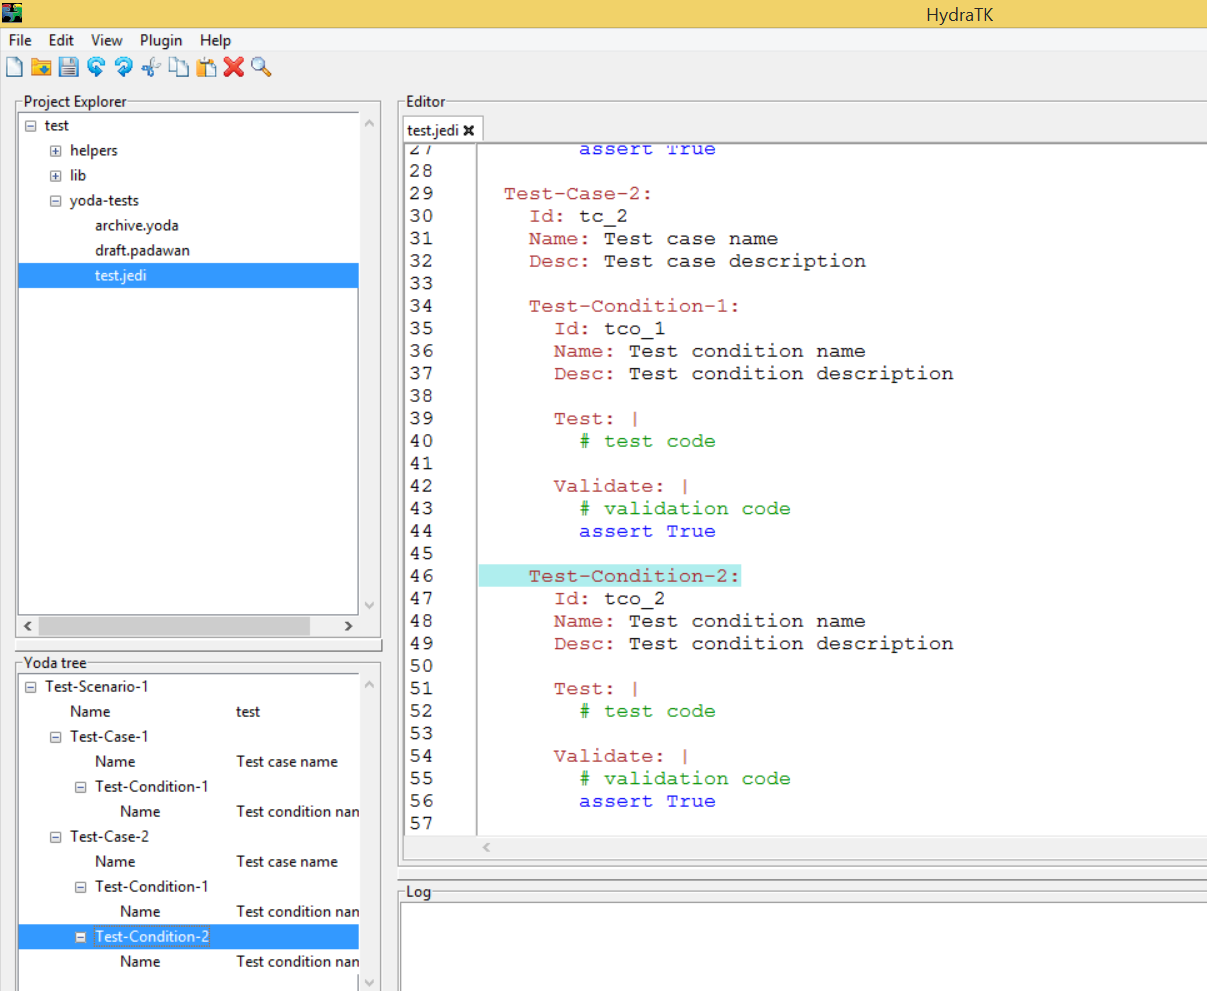 HydraTK
File Edit View Plugin Help
Project Explorer
test
helpers
lib
yoda-tests
archive.yoda
draft.padawan
test.jedi
Yoda tree
Test-Scenario-1
Name test
Test-Case-1
Name Test case name
Test-Condition-1
Name Test condition nan
Test-Case-2
Name Test case name
Test-Condition-1
Name Test condition nan
Test-Condition-2
Name Test condition nan
Editor
test.jedi
27 assert True
28
29 Test-Case-2:
30 Id: tc_2
31 Name: Test case name
32 Desc: Test case description
33
34 Test-Condition-1:
35 Id: tco_1
36 Name: Test condition name
37 Desc: Test condition description
38
39 Test: |
40 # test code
41
42 Validate: |
43 # validation code
44 assert True
45
46 Test-Condition-2:
47 Id: tco_2
48 Name: Test condition name
49 Desc: Test condition description
50
51 Test: |
52 # test code
53
54 Validate: |
55 # validation code
56 assert True
57
Log